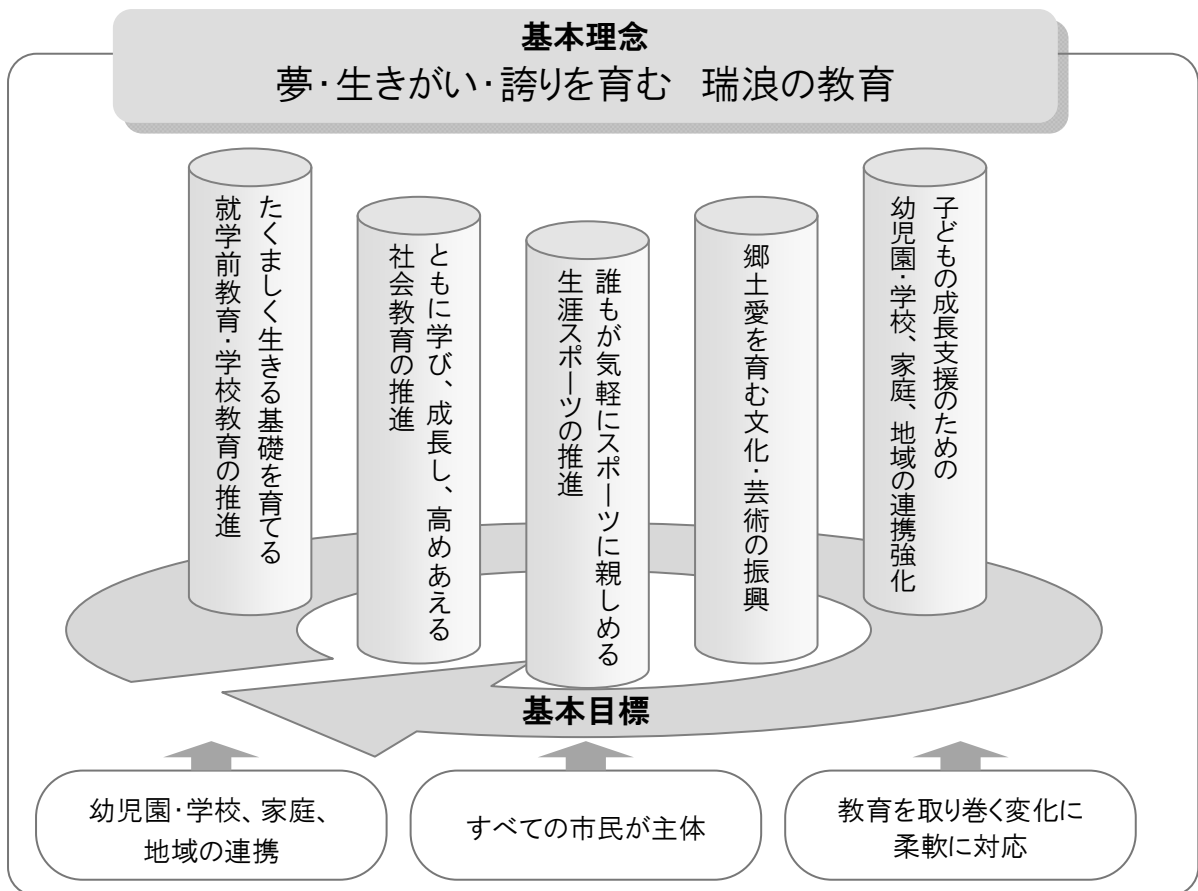 基本理念
夢・生きがい・誇りを育む　瑞浪の教育
たくましく生きる基礎を育てる
就学前教育・学校教育の推進
ともに学び、成長し、高めあえる
社会教育の推進
誰もが気軽にスポーツに親しめる
生涯スポーツの推進
郷土愛を育む文化・芸術の振興
子どもの成長支援のための
幼児園・学校、家庭、地域の連携強化
基本目標
幼児園・学校、家庭、
地域の連携
すべての市民が主体
教育を取り巻く変化に
柔軟に対応